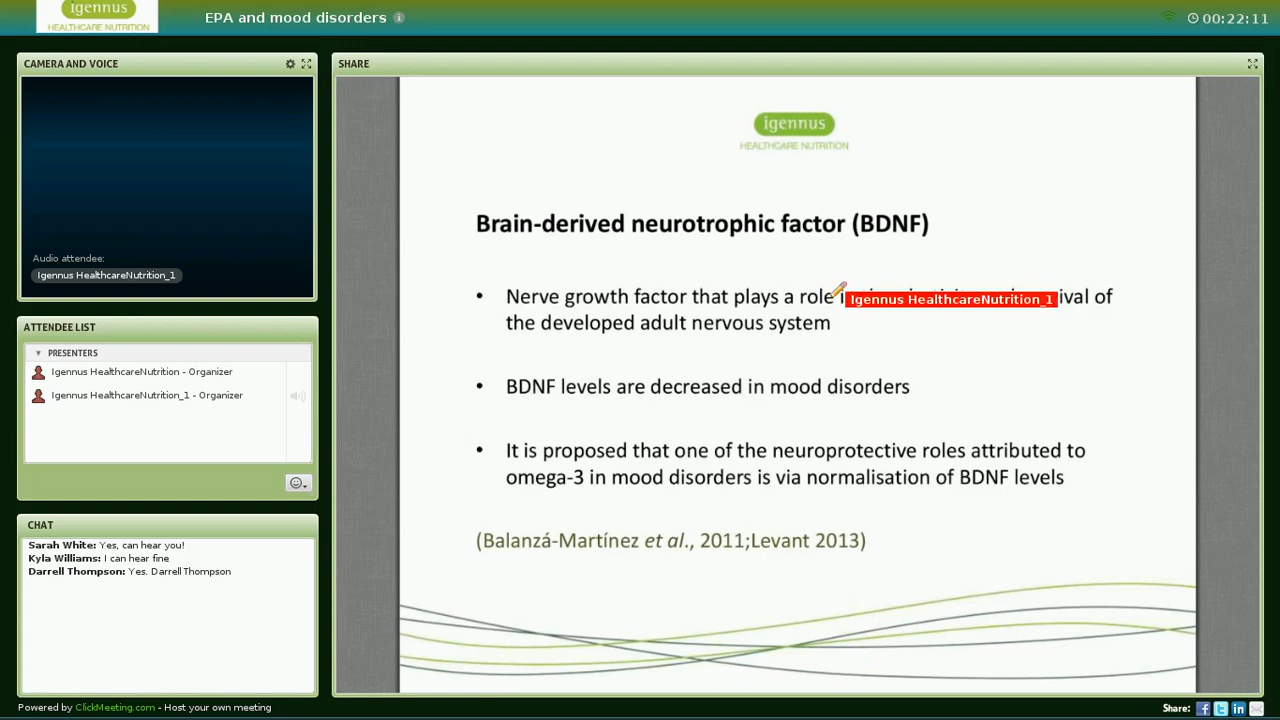 igennus
HEALTHCARE NUTRITION
EPA and mood disorders
00:22:11
CAMERA AND VOICE
Audio attendee:
Igennus HealthcareNutrition_1
ATTENDEE LIST
PRESENTERS
Igennus HealthcareNutrition - Organizer
Igennus HealthcareNutrition_1 - Organizer
CHAT
Sarah White: Yes, can hear you!
Kyla Williams: I can hear fine
Darrell Thompson: Yes. DarrellThompson
SHARE
igennus
HEALTHCARE NUTRITION
Brain-derived neurotrophic factor (BDNF)
• Nerve growth factor that plays a role Igennus HealthcareNutrition_1 of
the developed adult nervous system
• BDNF levels are decreased in mood disorders
• It is proposed that one of the neuroprotective roles attributed to
omega-3 in mood disorders is via normalisation of BDNF levels
(Balanzá-Martínez et al., 2011;Levant 2013)
Powered by ClickMeeting.com - Host your own meeting
Share: